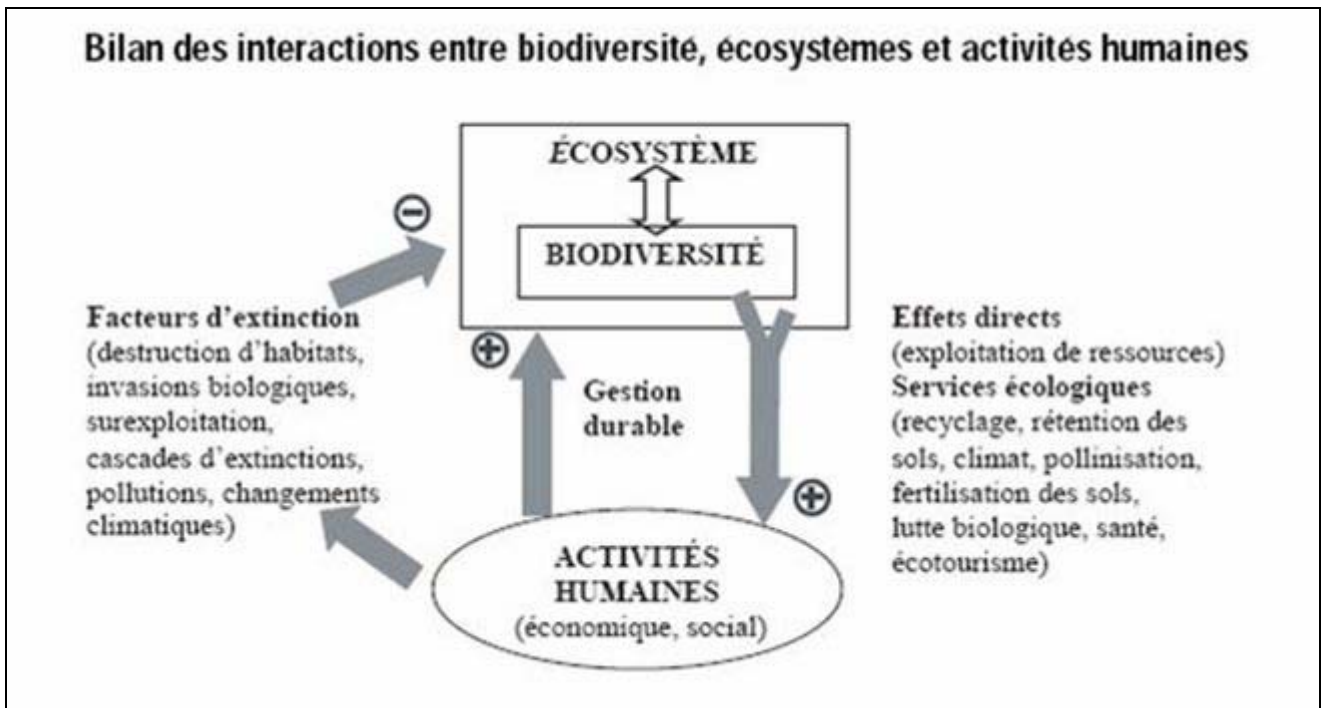 Bilan des interactions entre biodiversité, écosystèmes et activités humaines
ÉCOSYSTÈME
BIODIVERSITÉ
⊖
Facteurs d'extinction
(destruction d'habitats,
invasions biologiques,
surexploitation,
cascades d'extinctions,
pollutions, changements
climatiques)
⊕
Gestion
durable
Effets directs
(exploitation de ressources)
Services écologiques
(recyclage, rétention des
sols, climat, pollinisation,
fertilisation des sols,
lutte biologique, santé,
écotourisme)
⊕
ACTIVITÉS
HUMAINES
(économique, social)